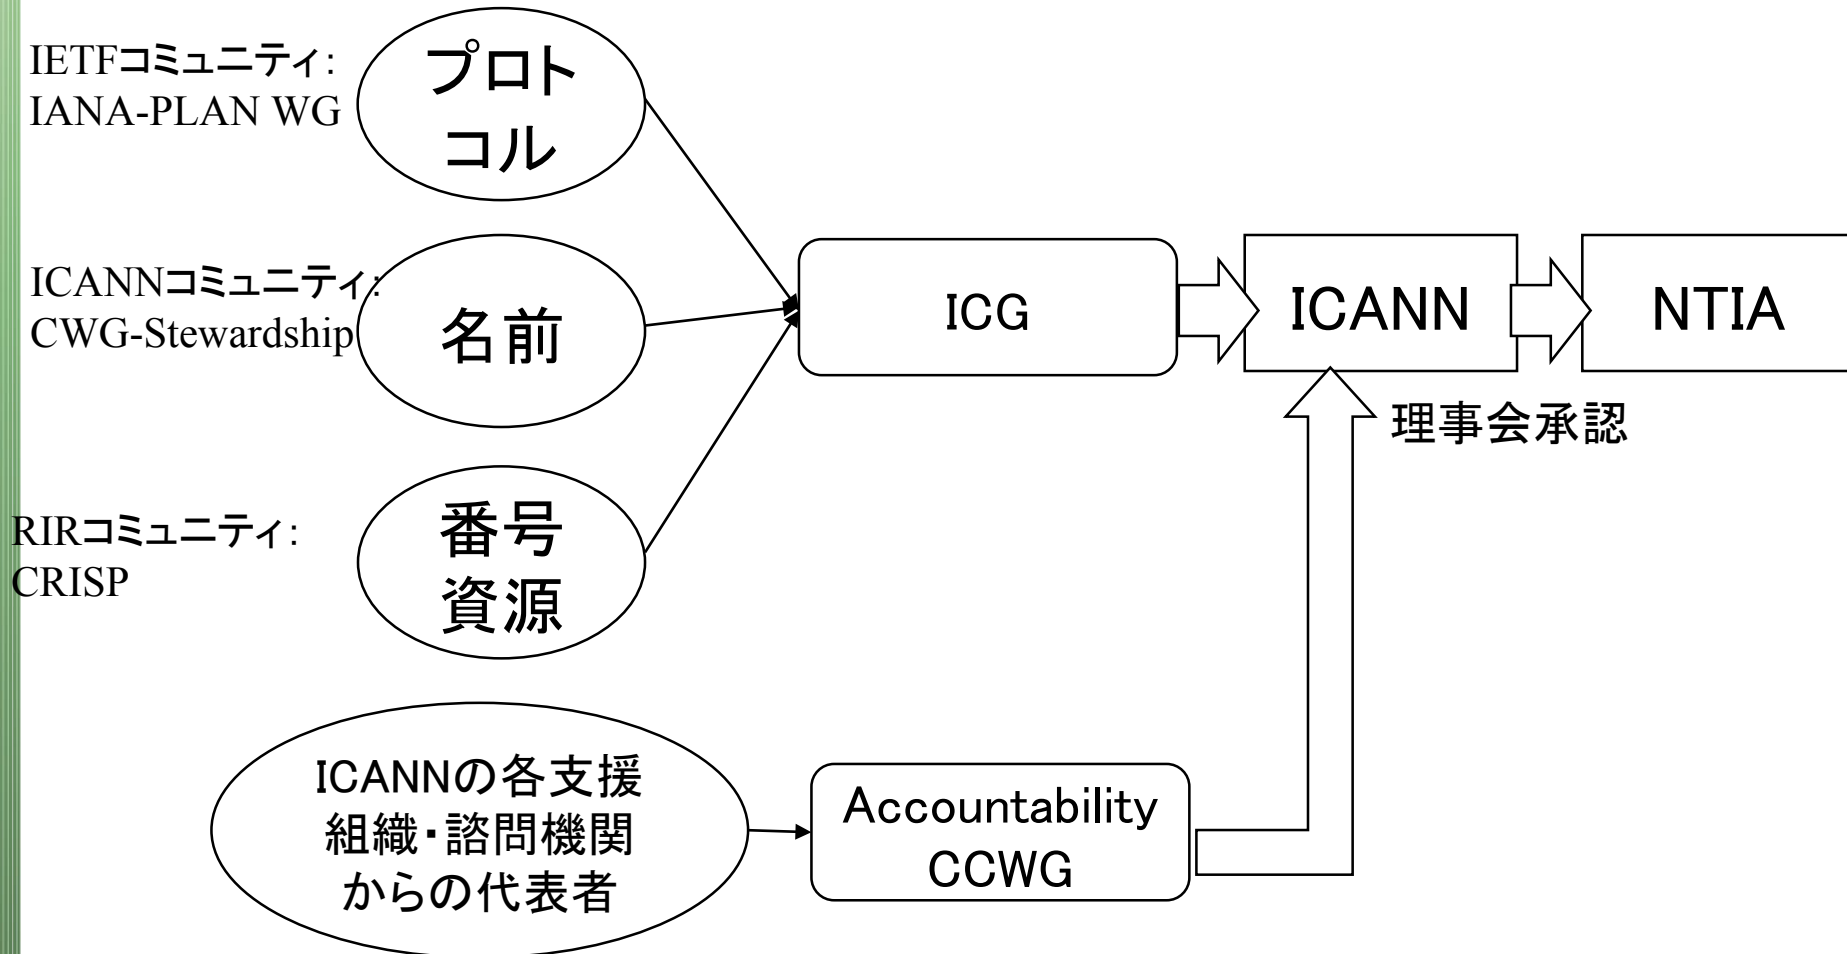 IETFコミュニティ:
IANA-PLAN WG
プロト
コル
ICANNコミュニティ:
CWG-Stewardship
名前
ICG
ICANN
NTIA
理事会承認
RIRコミュニティ:
CRISP
番号
資源
ICANNの各支援
組織・諮問機関
からの代表者
Accountability
CCWG